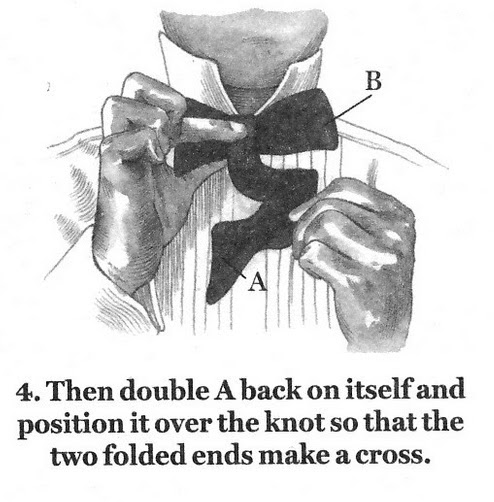 B
A
4. Then double A back on itself and
position it over the knot so that the
two folded ends make a cross.